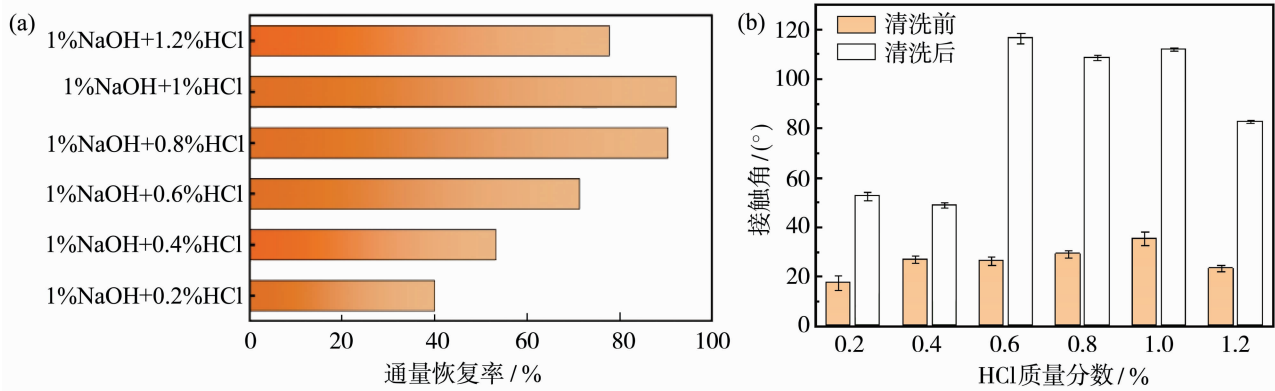 (a)
1%NaOH+1.2%HCl
1%NaOH+1%HCl
1%NaOH+0.8%HCl
1%NaOH+0.6%HCl
1%NaOH+0.4%HCl
1%NaOH+0.2%HCl
0 20 40 60 80 100
通量恢复率/%
(b)
清洗前
清洗后
120
100
80
60
40
20
0
接触角/(°)
0.2 0.4 0.6 0.8 1.0 1.2
HCl质量分数/%